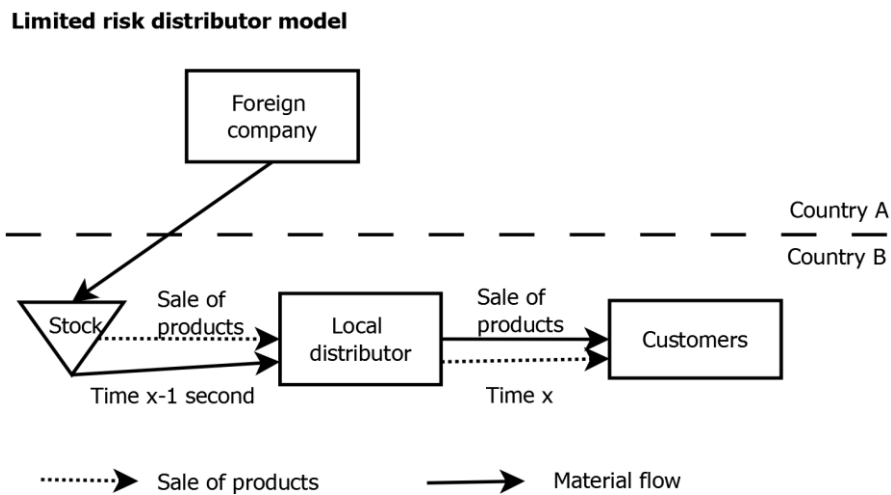 Limited risk distributor model
Foreign
company
Country A
Country B
Stock
Sale of
products
Local
distributor
Sale of
products
Customers
Time x-1 second
Time x
Sale of products
Material flow